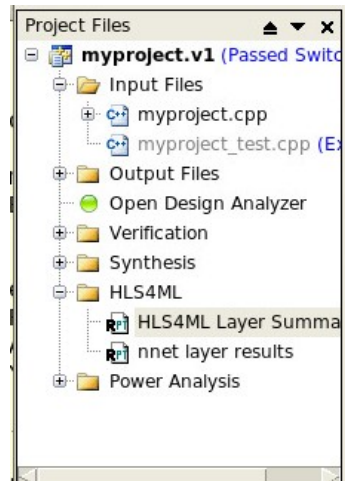 Project Files
myproject.v1 (Passed Switc
Input Files
myproject.cpp
myproject_test.cpp (Ex
Output Files
Open Design Analyzer
Verification
Synthesis
HLS4ML
HLS4ML Layer Summa
nnet layer results
Power Analysis